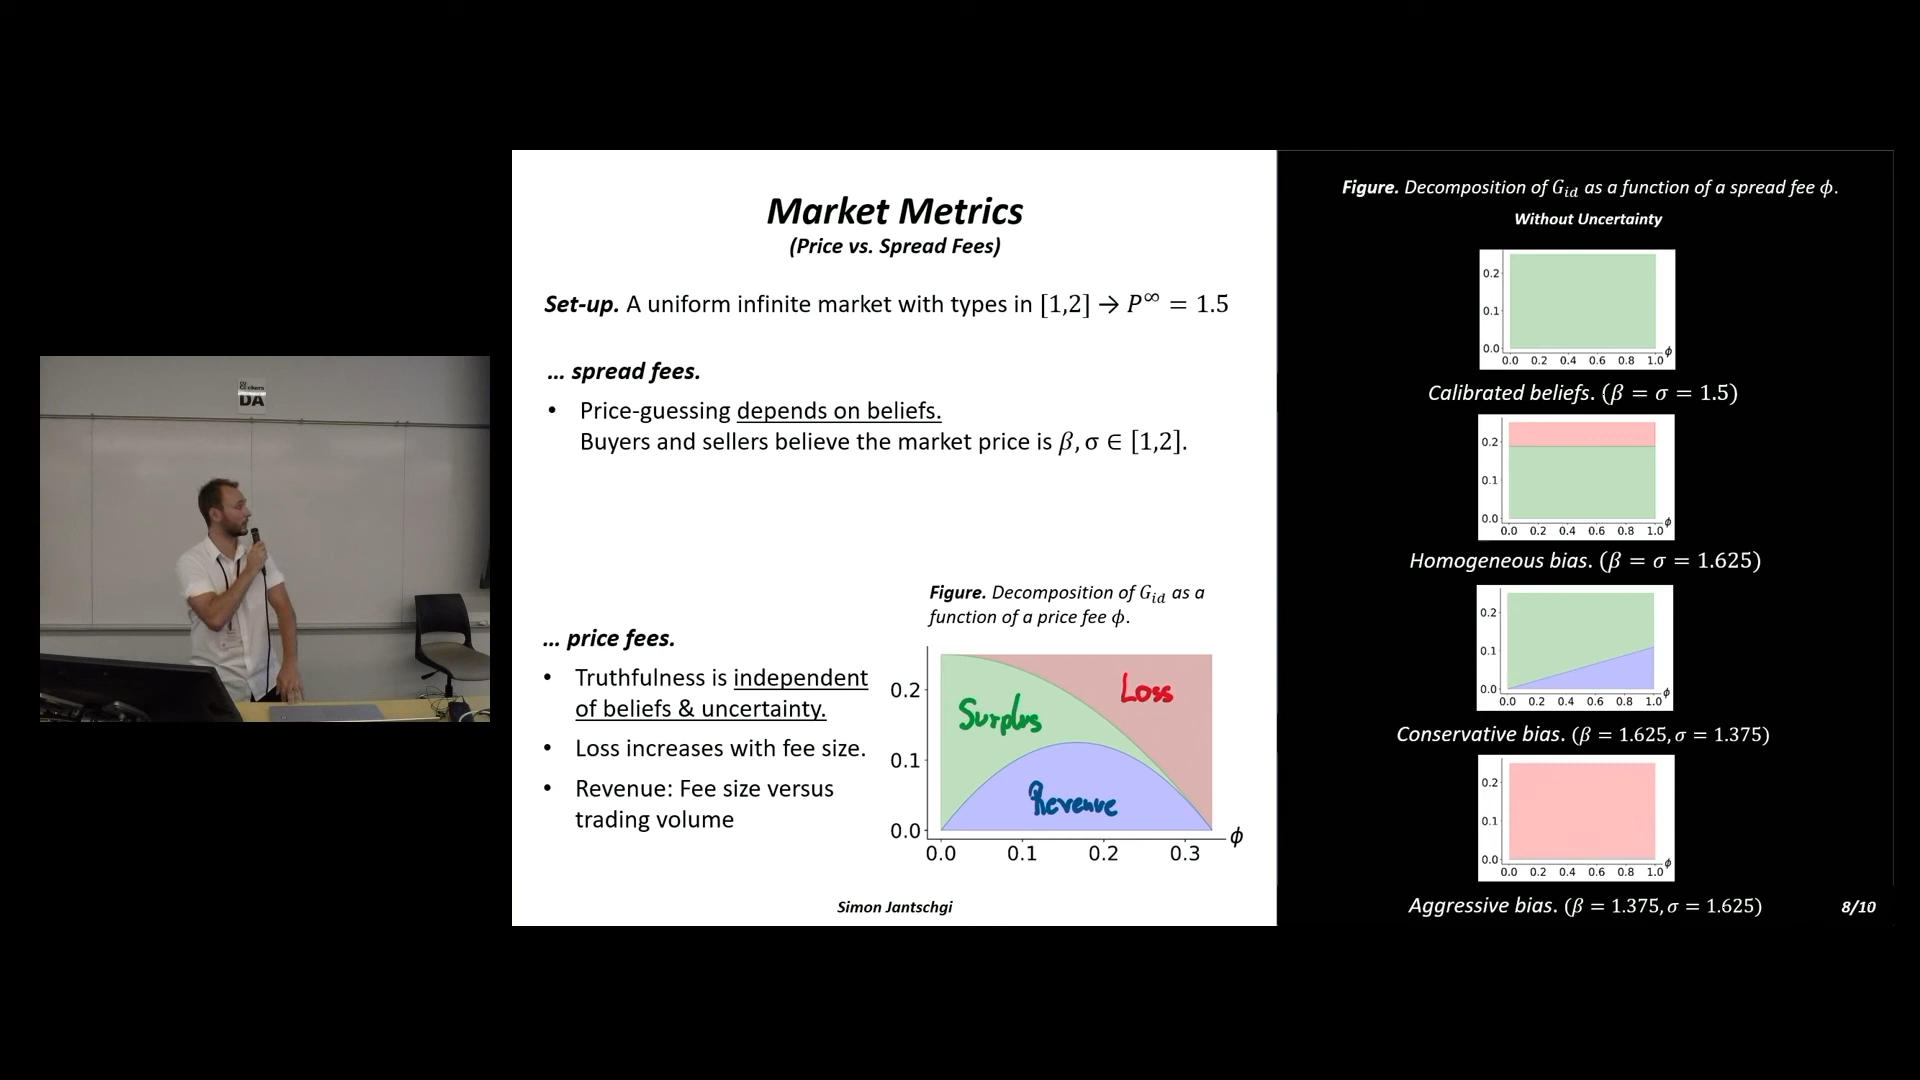 ckers
DA
Market Metrics
(Price vs. Spread Fees)
Set-up. A uniform infinite market with types in [1,2] → P^∞ = 1.5
... spread fees.
• Price-guessing depends on beliefs.
Buyers and sellers believe the market price is β, σ ∈ [1,2].
... price fees.
• Truthfulness is independent
of beliefs & uncertainty.
• Loss increases with fee size.
• Revenue: Fee size versus
trading volume
Figure. Decomposition of G_id as a
function of a price fee ϕ.
0.2
0.1
0.0
Surplus
Loss
Revenue
0.0 0.1 0.2 0.3 ϕ
Simon Jantschgi
Figure. Decomposition of G_id as a function of a spread fee ϕ.
Without Uncertainty
0.2
0.1
0.0
0.0 0.2 0.4 0.6 0.8 1.0 ϕ
Calibrated beliefs. (β = σ = 1.5)
0.2
0.1
0.0
0.0 0.2 0.4 0.6 0.8 1.0 ϕ
Homogeneous bias. (β = σ = 1.625)
0.2
0.1
0.0
0.0 0.2 0.4 0.6 0.8 1.0 ϕ
Conservative bias. (β = 1.625, σ = 1.375)
0.2
0.1
0.0
0.0 0.2 0.4 0.6 0.8 1.0 ϕ
Aggressive bias. (β = 1.375, σ = 1.625)
8/10